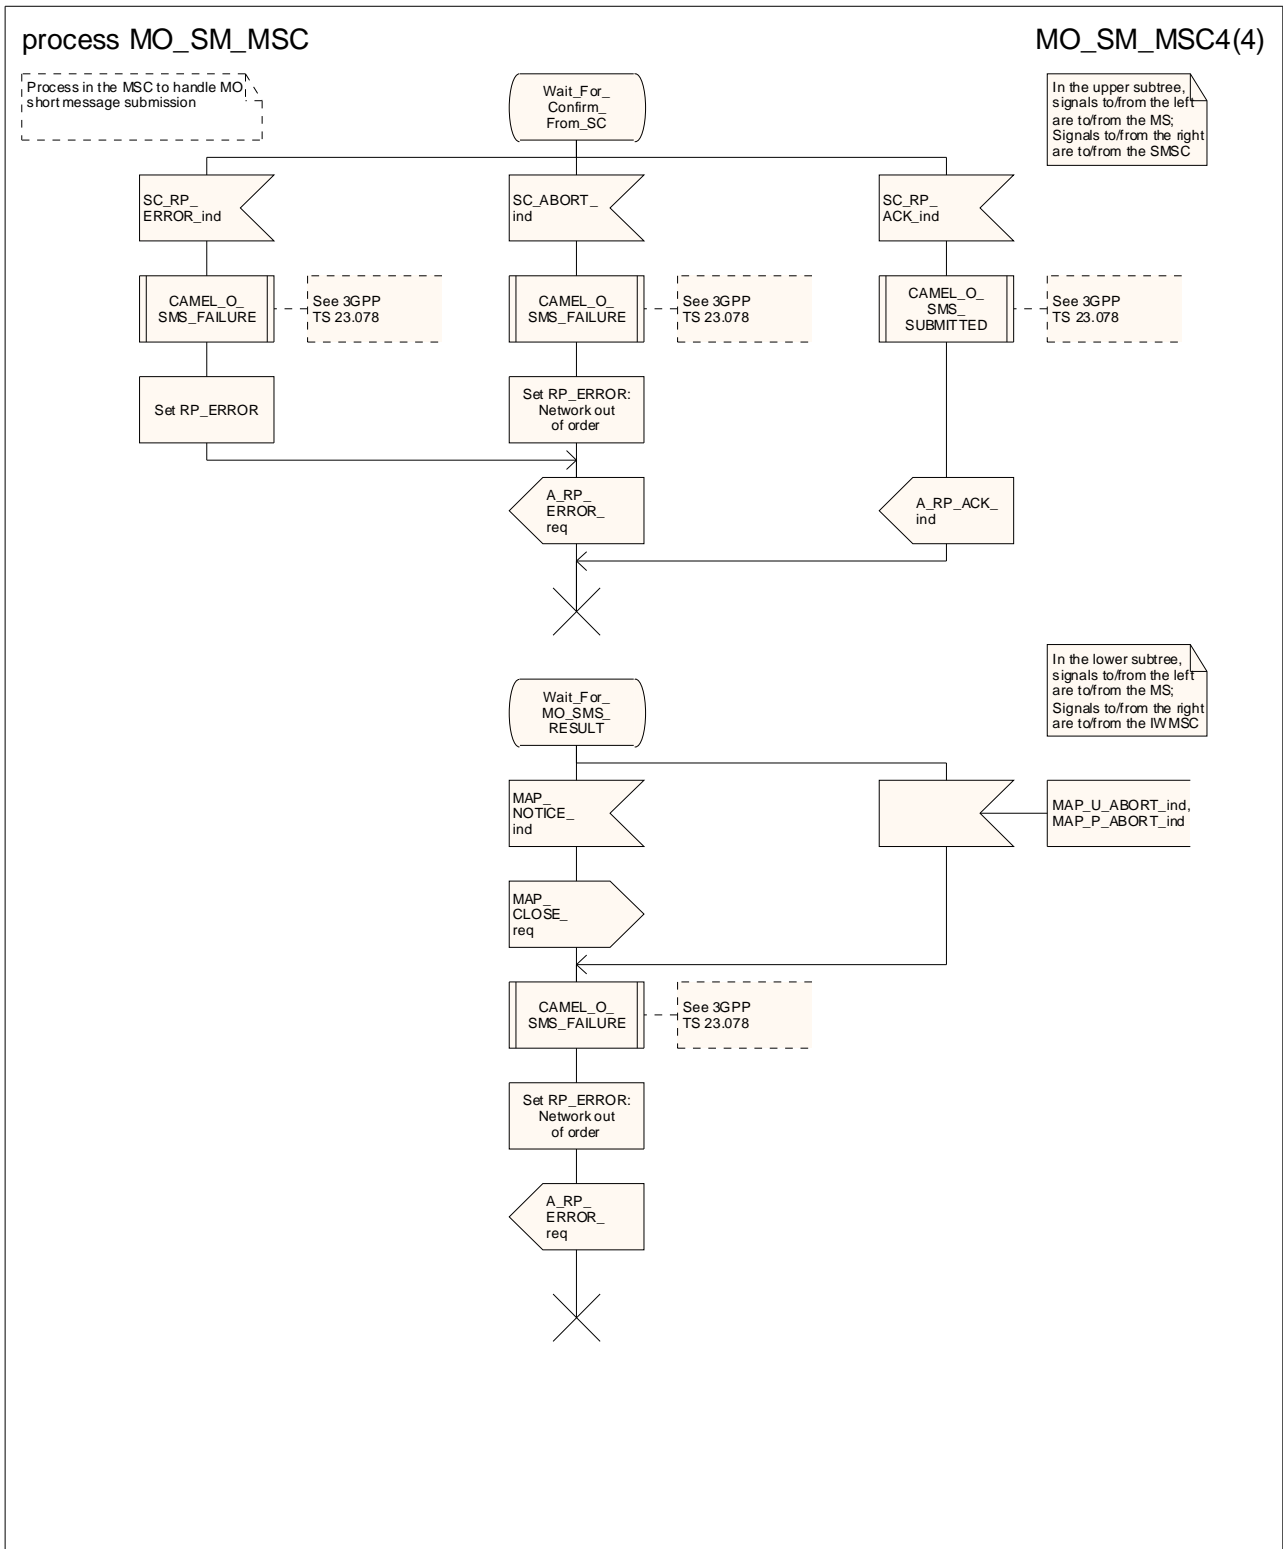 process MO_SM_MSC
MO_SM_MSC4(4)
Process in the MSC to handle MO
short message submission
Wait_For_
Confirm_
From_SC
In the upper subtree,
signals to/from the left
are to/from the MS;
Signals to/from the right
are to/from the SMSC
SC_RP_
ERROR_ind
SC_ABORT_
ind
SC_RP_
ACK_ind
CAMEL_O_
SMS_FAILURE
See 3GPP
TS 23.078
CAMEL_O_
SMS_FAILURE
See 3GPP
TS 23.078
CAMEL_O_
SMS_
SUBMITTED
See 3GPP
TS 23.078
Set RP_ERROR
Set RP_ERROR:
Network out
of order
A_RP_
ERROR_
req
A_RP_ACK_
ind
In the lower subtree,
signals to/from the left
are to/from the MS;
Signals to/from the right
are to/from the IWMSC
Wait_For_
MO_SMS_
RESULT
MAP_
NOTICE_
ind
MAP_U_ABORT_ind,
MAP_P_ABORT_ind
MAP_
CLOSE_
req
CAMEL_O_
SMS_FAILURE
See 3GPP
TS 23.078
Set RP_ERROR:
Network out
of order
A_RP_
ERROR_
req